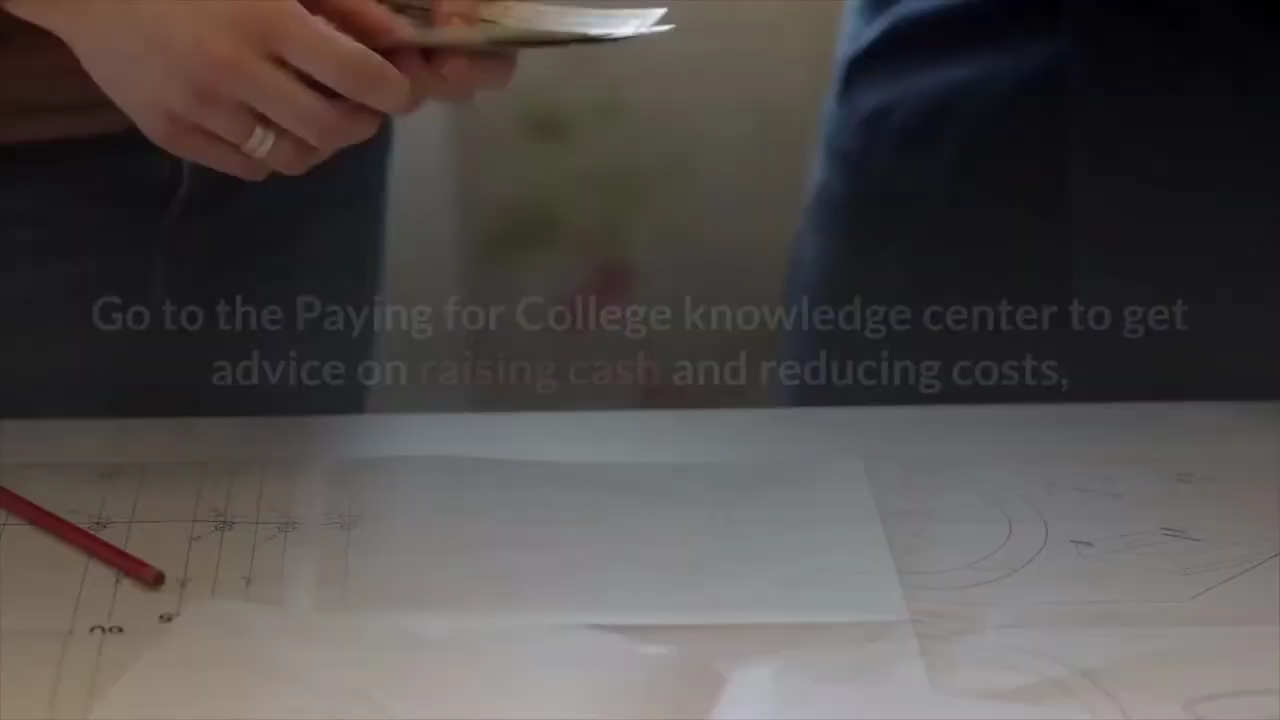 Go to the Paying for College knowledge center to get
advice on raising cash and reducing costs,